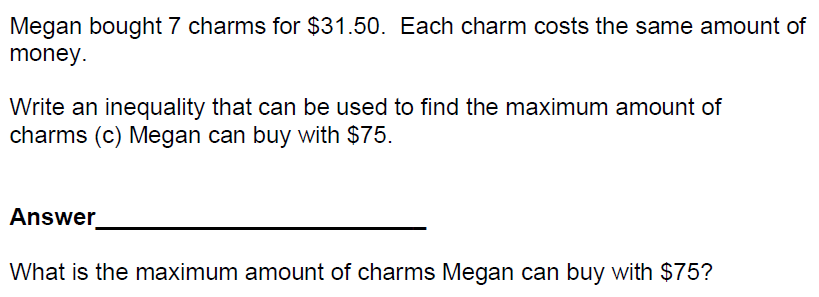 Megan bought 7 charms for $31.50.  Each charm costs the same amount of
money.
Write an inequality that can be used to find the maximum amount of
charms (c) Megan can buy with $75.
Answer_________________________
What is the maximum amount of charms Megan can buy with $75?